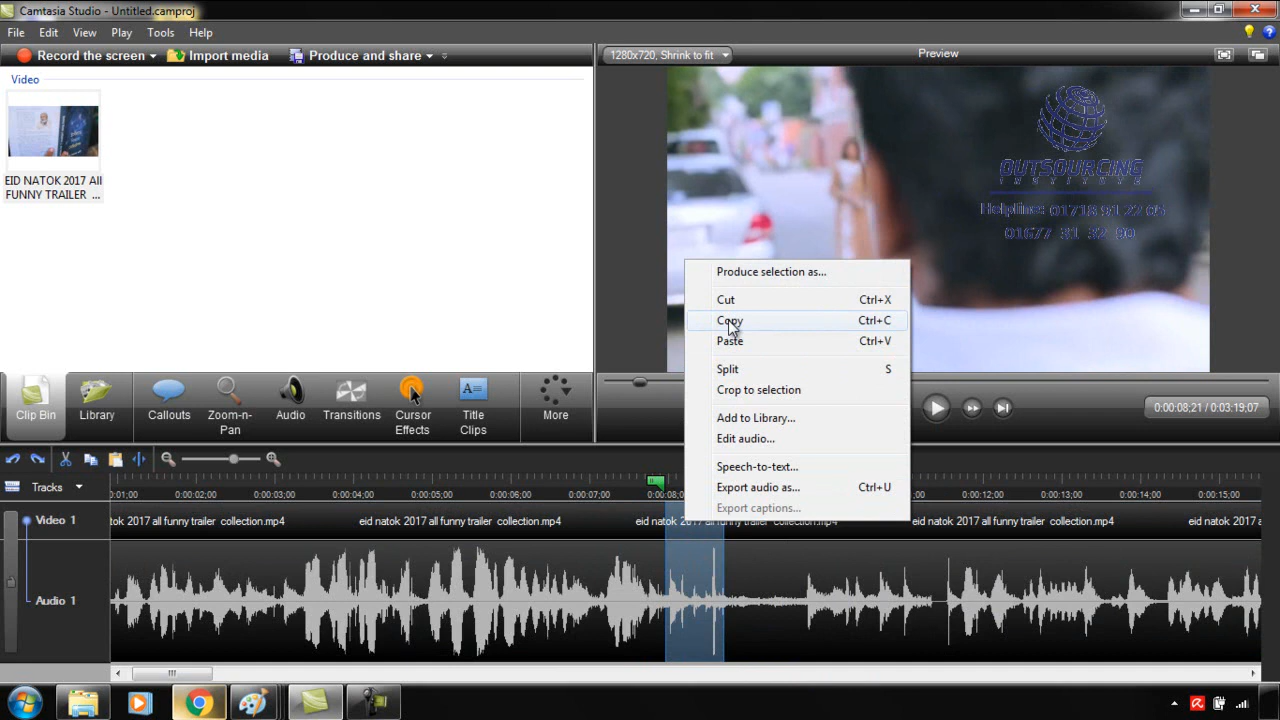 Camtasia Studio - Untitled.camproj
File Edit View Play Tools Help
Record the screen Import media Produce and share
1280x720, Shrink to fit Preview
Video
EID NATOK 2017 All
FUNNY TRAILER ...
OUTSOURCING
INSTITUTE
Helpline: 01718 91 22 05
01677 31 32 90
Produce selection as...
Cut Ctrl+X
Copy Ctrl+C
Paste Ctrl+V
Split S
Crop to selection
Add to Library...
Edit audio...
Speech-to-text...
Export audio as... Ctrl+U
Export captions...
Clip Bin Library Callouts Zoom-n-Pan Audio Transitions Cursor Effects Title Clips More
0:00:08;21 / 0:03:19;07
Tracks
0:01;00 0:00:02;00 0:00:03;00 0:00:04;00 0:00:05;00 0:00:06;00 0:00:07;00 0:00:08; ;00 0:00:12;00 0:00:13;00 0:00:14;00 0:00:15;00
Video 1 tok 2017 all funny trailer collection.mp4 eid natok 2017 all funny trailer collection.mp4 eid natok 2017 all funny trailer collection.mp4 eid natok 2017 all funny trailer collection.mp4 eid natok 2017 all funny trailer
Audio 1